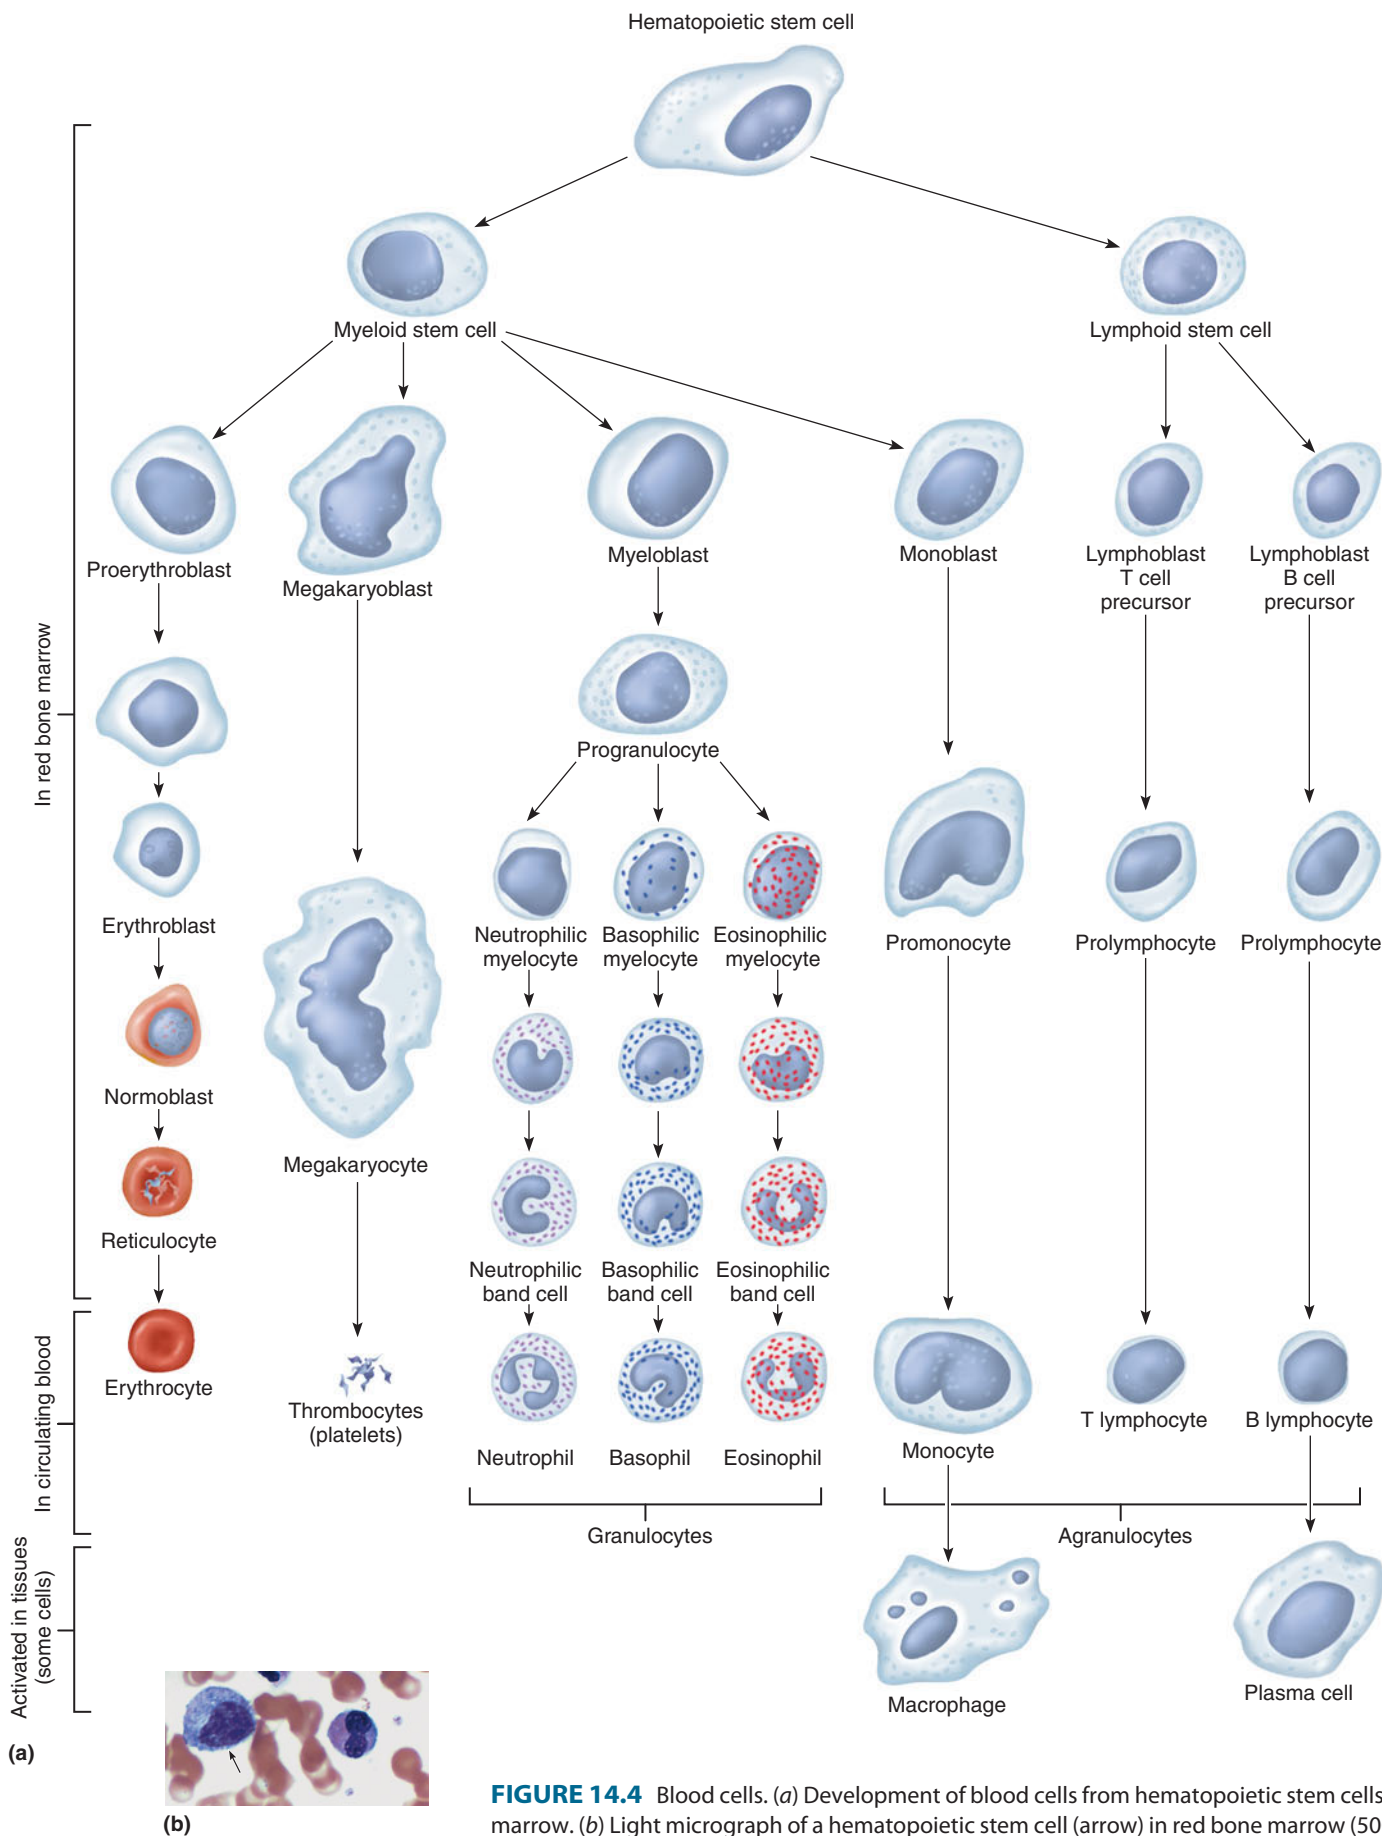 Hematopoietic stem cell
Myeloid stem cell
Lymphoid stem cell
Proerythroblast
Megakaryoblast
Myeloblast
Monoblast
Lymphoblast
T cell
precursor
Lymphoblast
B cell
precursor
In red bone marrow
Progranulocyte
Erythroblast
Neutrophilic
myelocyte
Basophilic
myelocyte
Eosinophilic
myelocyte
Promonocyte
Prolymphocyte
Prolymphocyte
Normoblast
Megakaryocyte
Reticulocyte
Neutrophilic
band cell
Basophilic
band cell
Eosinophilic
band cell
In circulating blood
Erythrocyte
Thrombocytes
(platelets)
Neutrophil
Basophil
Eosinophil
Monocyte
T lymphocyte
B lymphocyte
Granulocytes
Agranulocytes
Activated in tissues
(some cells)
Macrophage
Plasma cell
(a)
(b)
FIGURE 14.4 Blood cells. (a) Development of blood cells from hematopoietic stem cells
marrow. (b) Light micrograph of a hematopoietic stem cell (arrow) in red bone marrow (50